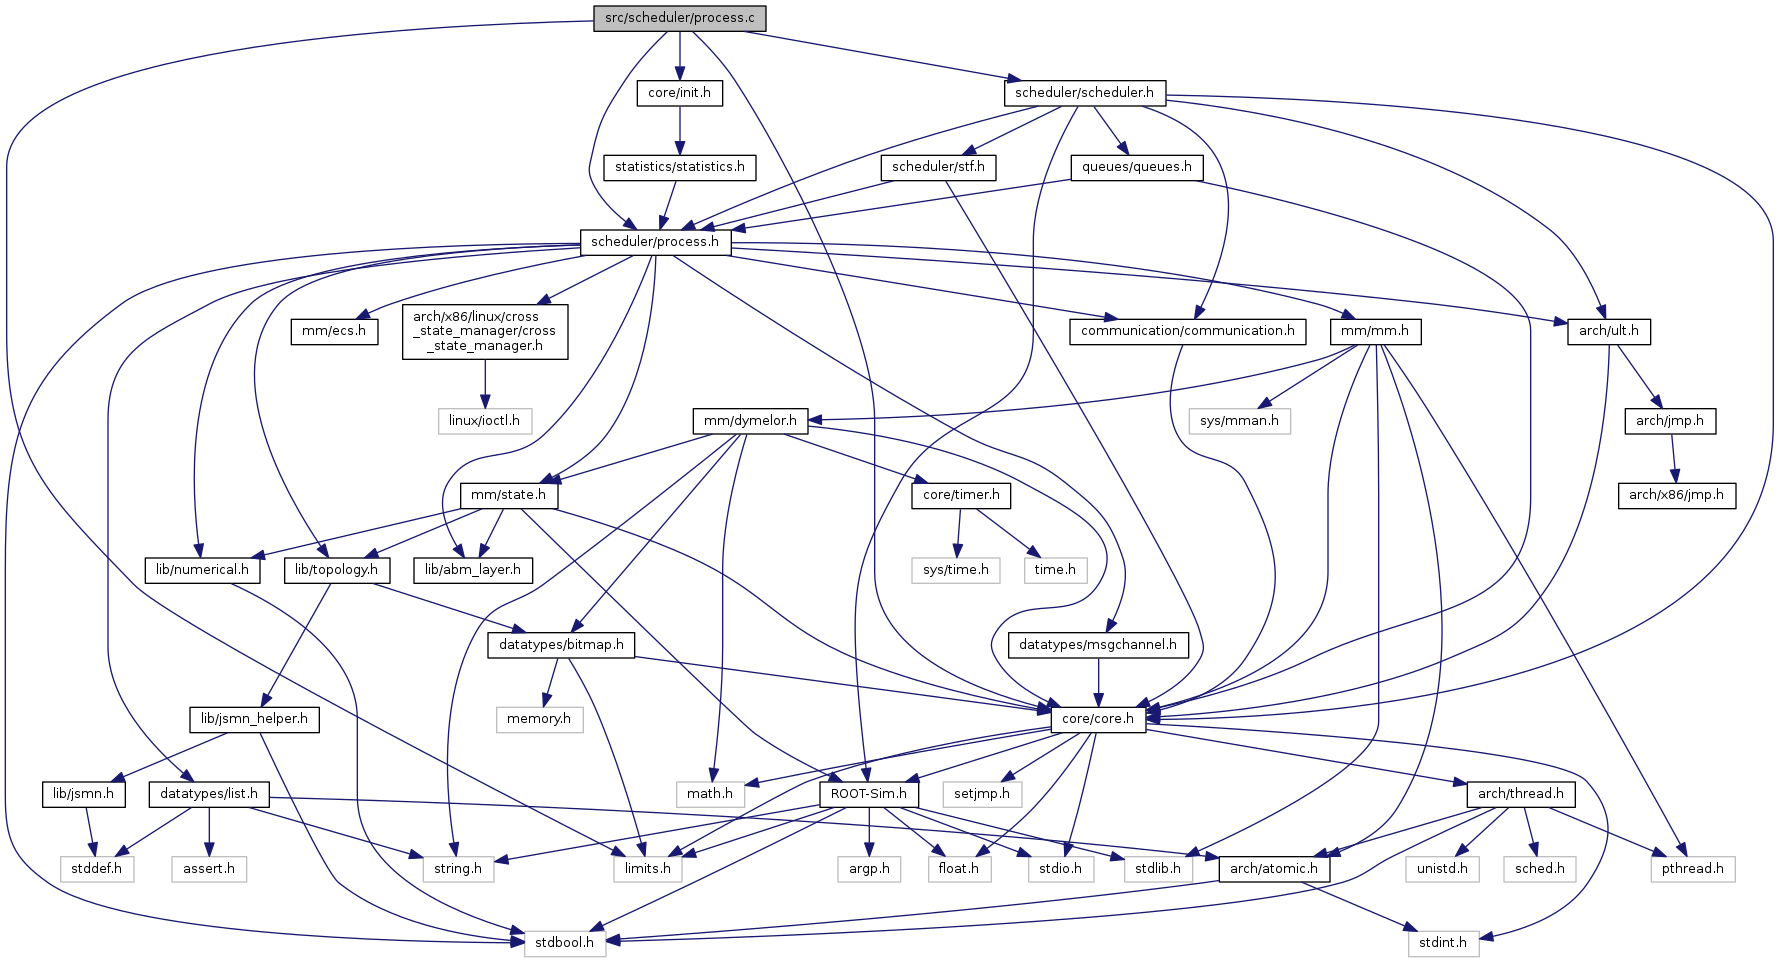 src/scheduler/process.c
core/init.h
scheduler/scheduler.h
statistics/statistics.h
scheduler/stf.h
queues/queues.h
scheduler/process.h
mm/ecs.h
arch/x86/linux/cross
_state_manager/cross
_state_manager.h
communication/communication.h
mm/mm.h
arch/ult.h
linux/ioctl.h
mm/dymelor.h
sys/mman.h
arch/jmp.h
mm/state.h
core/timer.h
arch/x86/jmp.h
lib/numerical.h
lib/topology.h
lib/abm_layer.h
sys/time.h
time.h
datatypes/bitmap.h
datatypes/msgchannel.h
lib/jsmn_helper.h
memory.h
core/core.h
lib/jsmn.h
datatypes/list.h
math.h
ROOT-Sim.h
setjmp.h
arch/thread.h
stddef.h
assert.h
string.h
limits.h
argp.h
float.h
stdio.h
stdlib.h
arch/atomic.h
unistd.h
sched.h
pthread.h
stdbool.h
stdint.h